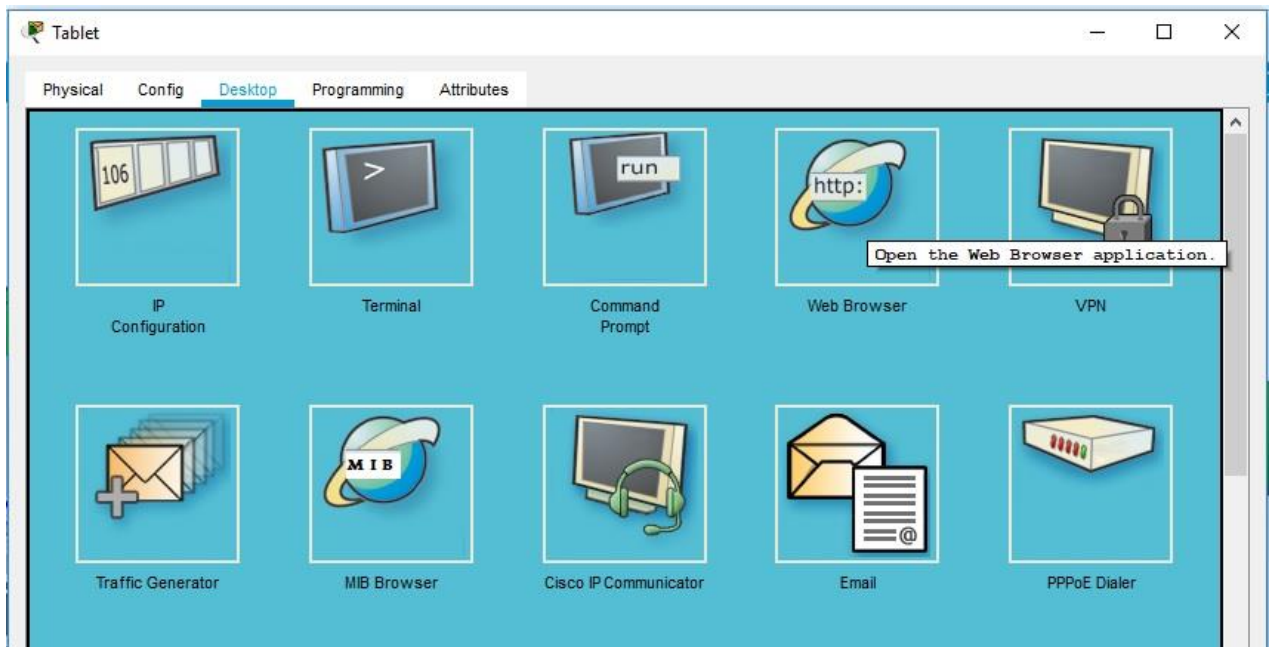 Tablet
Physical Config Desktop Programming Attributes
106
>
run
http:
Open the Web Browser application.
IP
Configuration
Terminal
Command
Prompt
Web Browser
VPN
MIB
@
Traffic Generator
MIB Browser
Cisco IP Communicator
Email
PPPoE Dialer